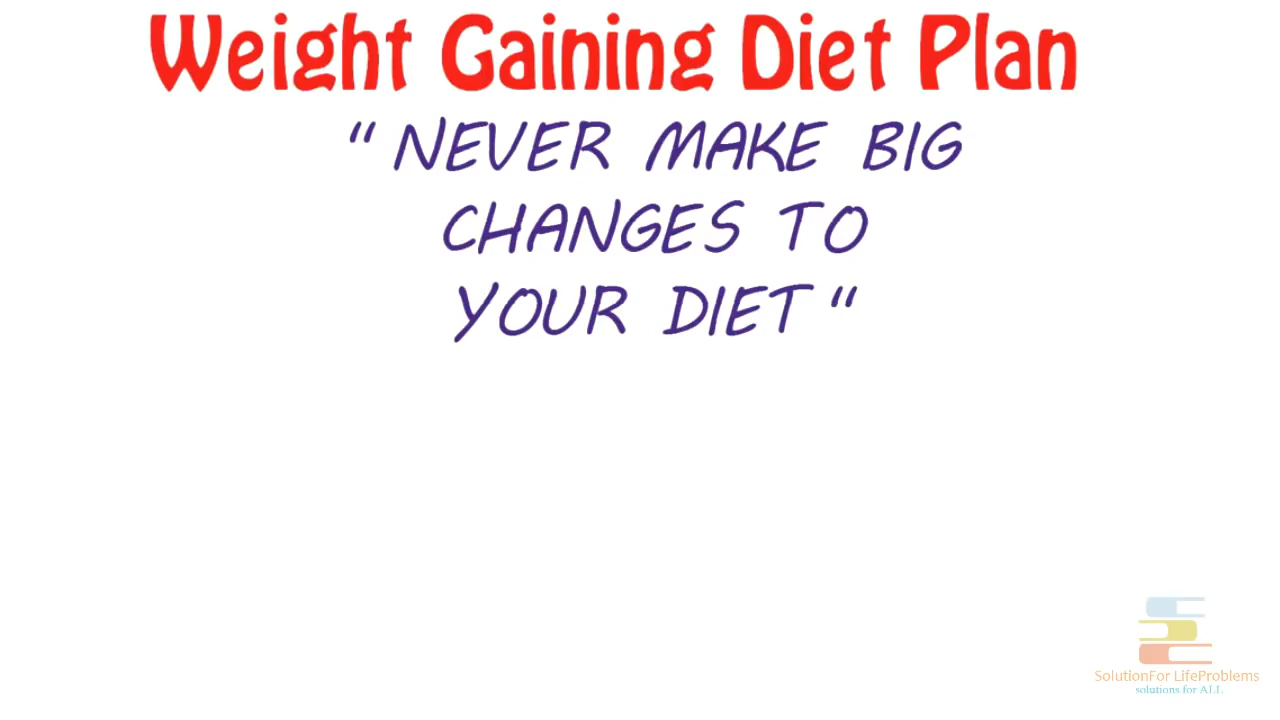 Weight Gaining Diet Plan
"NEVER MAKE BIG
CHANGES TO
YOUR DIET"
SolutionFor LifeProblems
solutions for ALL